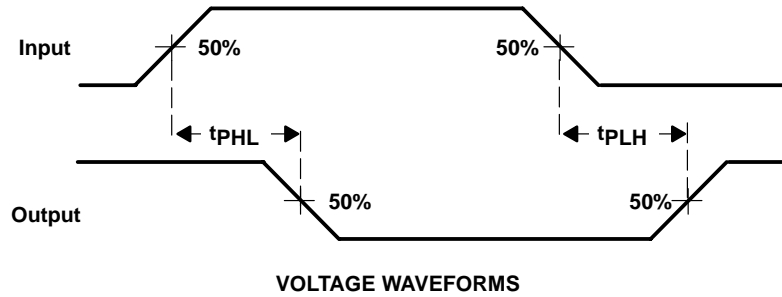 Input
50%
50%
tPHL
tPLH
Output
50%
50%
VOLTAGE WAVEFORMS